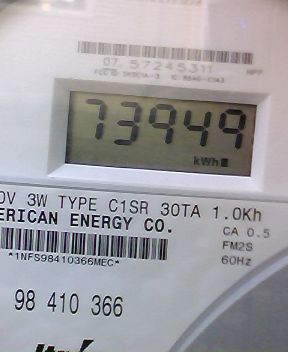 07 57245311
73949
kWh
0V 3W TYPE C1SR 30TA 1.0Kh
ERICAN ENERGY CO.
CA 0.5
FM2S
*1NFS98410366MEC*
60Hz
98 410 366